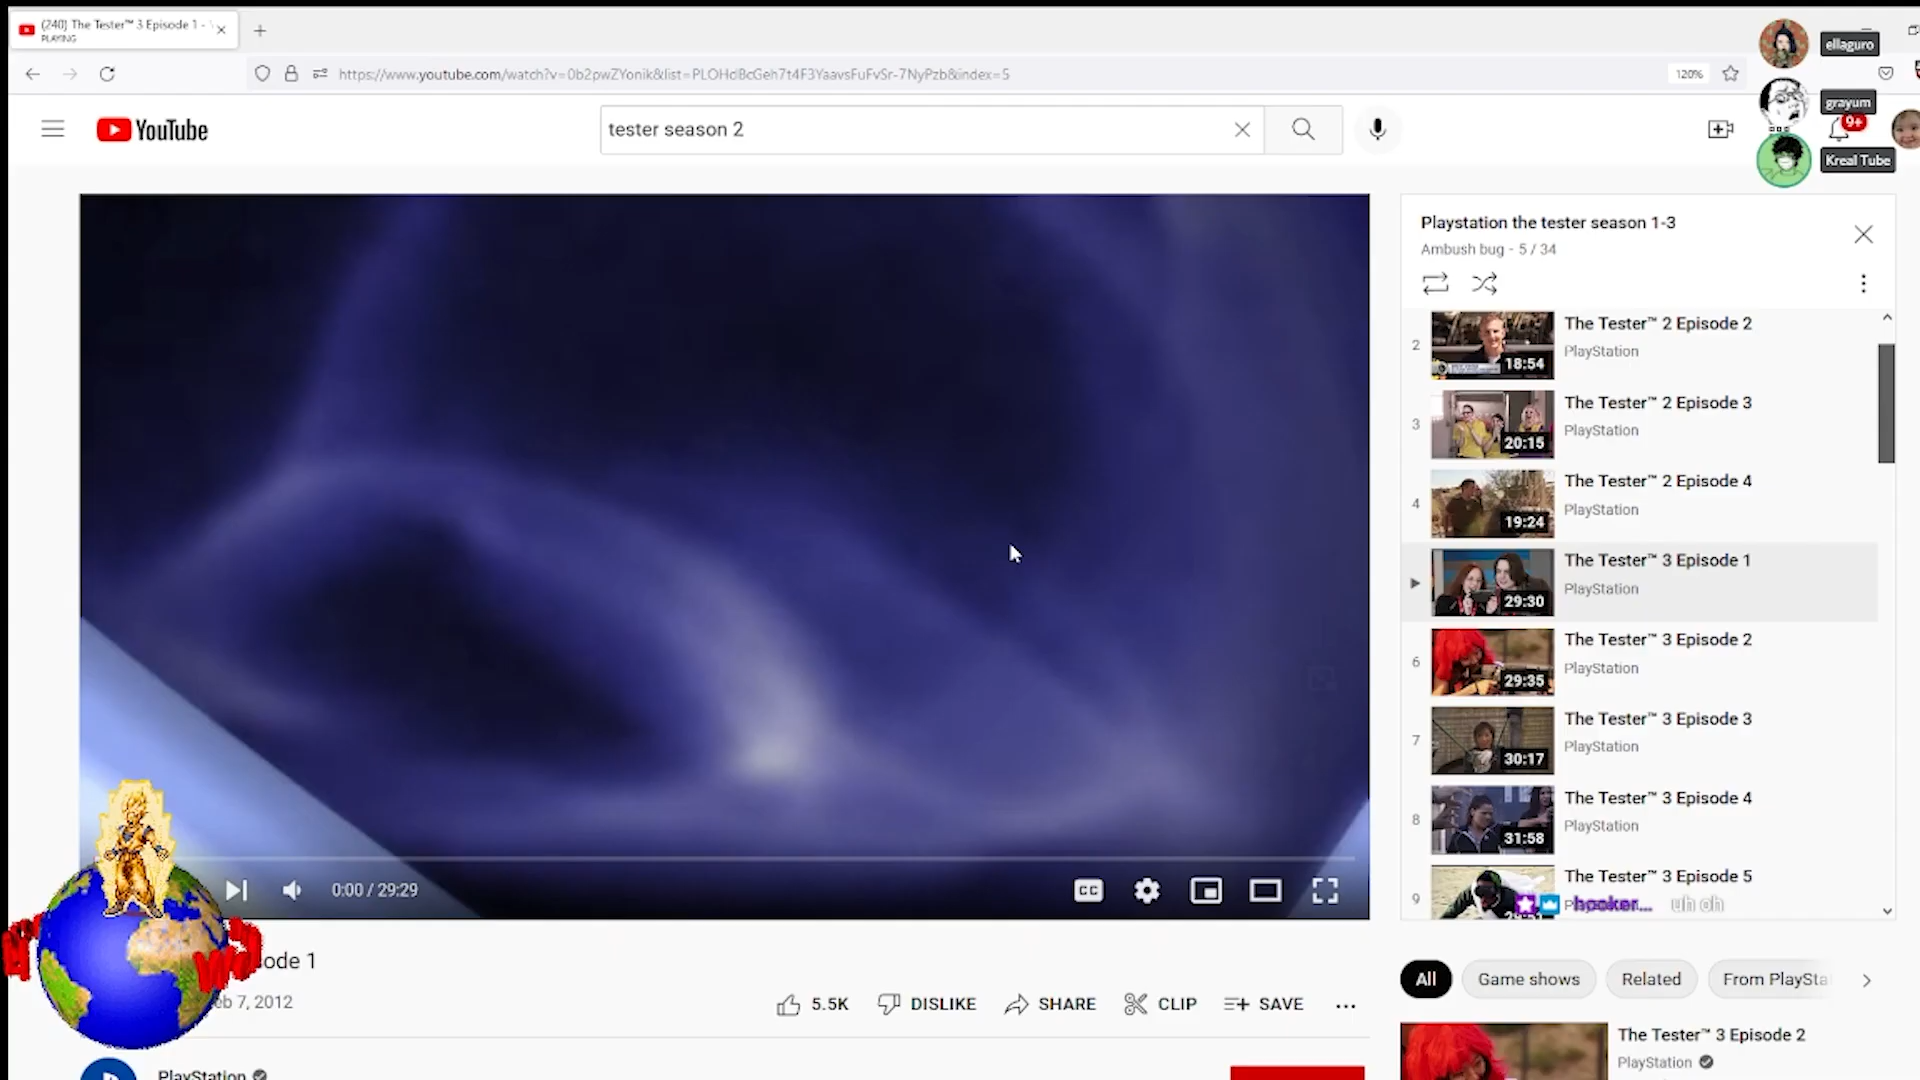 (240) The Tester™ 3 Episode 1 -
PLAYING
https://www.youtube.com/watch?v=0b2pwZYonik&list=PLOHdBcGeh7t4F3YaavsFuFvSr-7NyPzb&index=5
120%
ellaguro
grayum
9+
Kreal Tube
YouTube
tester season 2
Playstation the tester season 1-3
Ambush bug - 5 / 34
2
18:54
The Tester™ 2 Episode 2
PlayStation
3
20:15
The Tester™ 2 Episode 3
PlayStation
4
19:24
The Tester™ 2 Episode 4
PlayStation
29:30
The Tester™ 3 Episode 1
PlayStation
6
29:35
The Tester™ 3 Episode 2
PlayStation
7
30:17
The Tester™ 3 Episode 3
PlayStation
8
31:58
The Tester™ 3 Episode 4
PlayStation
9
The Tester™ 3 Episode 5
hooker... uh oh
0:00 / 29:29
CC
ode 1
eb 7, 2012
5.5K
DISLIKE
SHARE
CLIP
SAVE
All
Game shows
Related
From PlaySta
The Tester™ 3 Episode 2
PlayStation
PlayStation